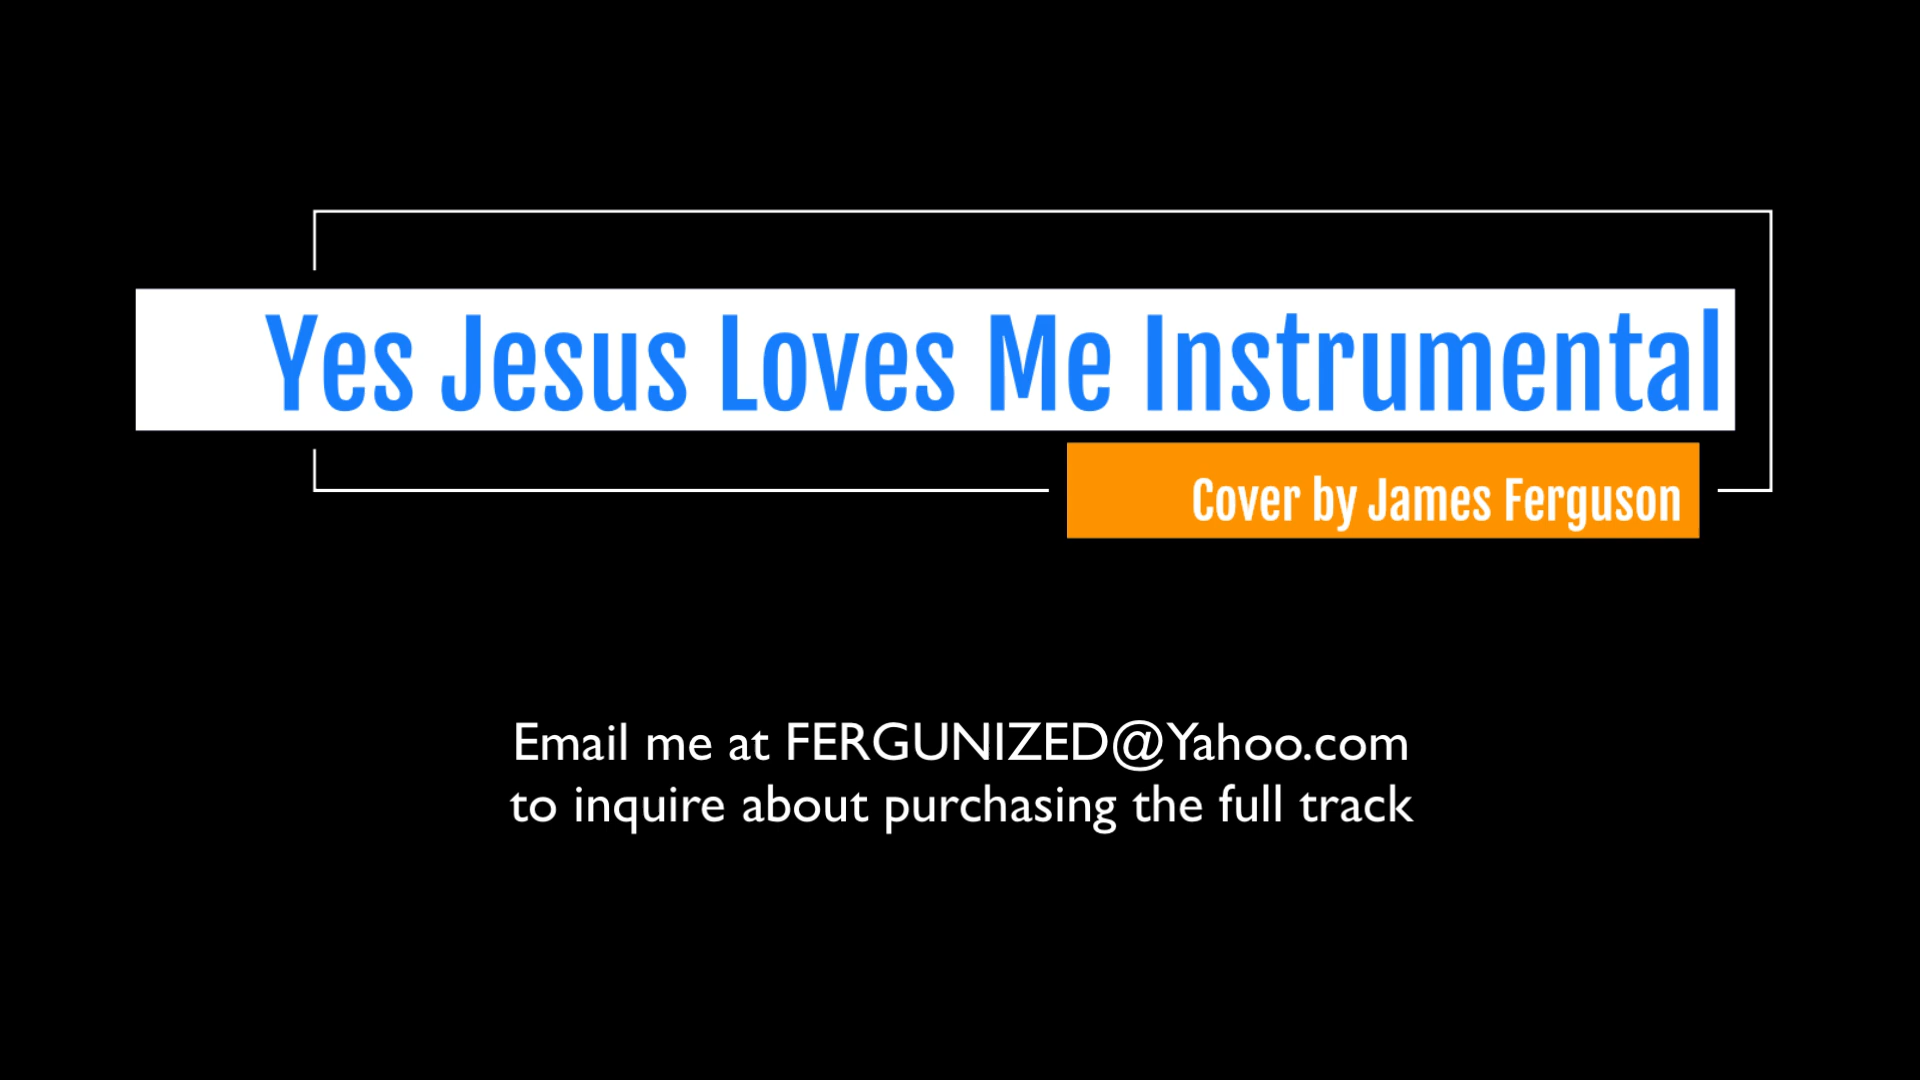 Yes Jesus Loves Me Instrumental
Cover by James Ferguson
Email me at FERGUNIZED@Yahoo.com
to inquire about purchasing the full track